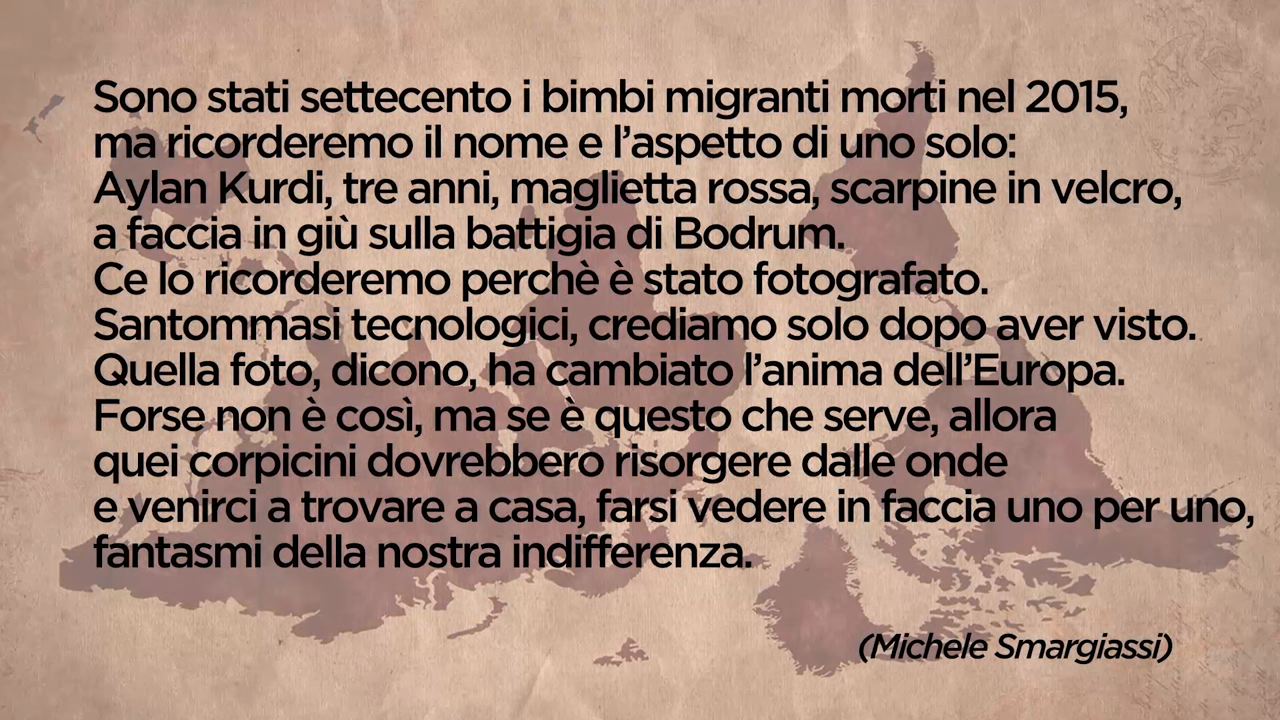 Sono stati settecento i bimbi migranti morti nel 2015,
ma ricorderemo il nome e l’aspetto di uno solo:
Aylan Kurdi, tre anni, maglietta rossa, scarpine in velcro,
a faccia in giù sulla battigia di Bodrum.
Ce lo ricorderemo perchè è stato fotografato.
Santommasi tecnologici, crediamo solo dopo aver visto.
Quella foto, dicono, ha cambiato l’anima dell’Europa.
Forse non è così, ma se è questo che serve, allora
quei corpicini dovrebbero risorgere dalle onde
e venirci a trovare a casa, farsi vedere in faccia uno per uno,
fantasmi della nostra indifferenza.
(Michele Smargiassi)